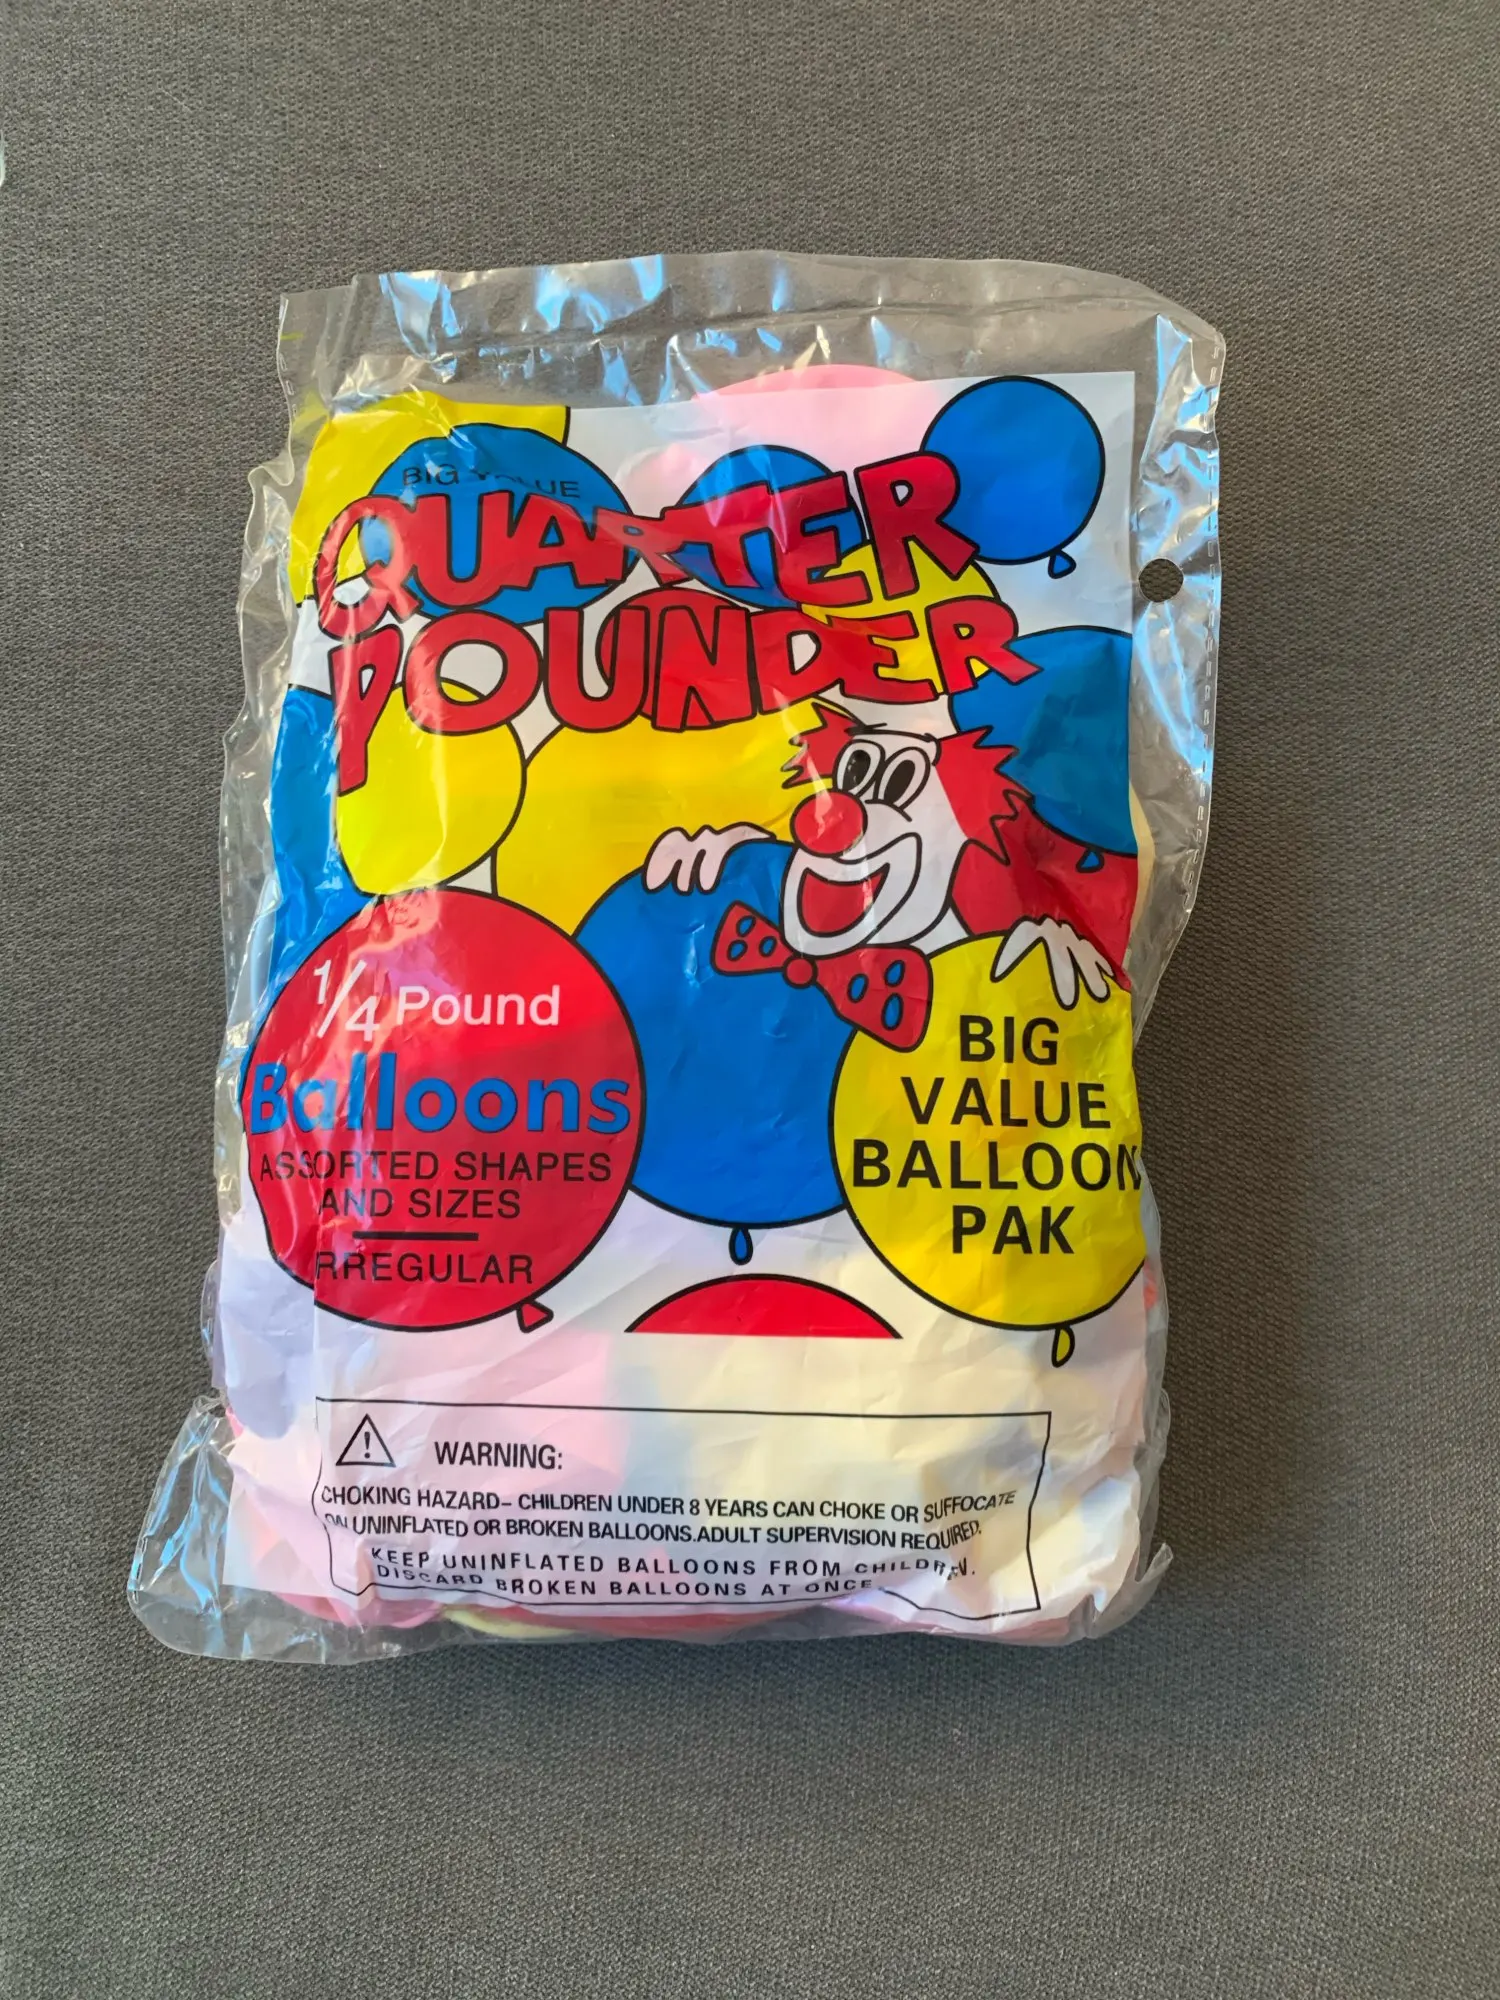 BIG VALUE
QUARTER
POUNDER
1/4 Pound
Balloons
ASSORTED SHAPES
AND SIZES
IRREGULAR
BIG
VALUE
BALLOON
PAK
WARNING:
CHOKING HAZARD– CHILDREN UNDER 8 YEARS CAN CHOKE OR SUFFOCATE
ON UNINFLATED OR BROKEN BALLOONS.ADULT SUPERVISION REQUIRED.
KEEP UNINFLATED BALLOONS FROM CHILDREN.
DISCARD BROKEN BALLOONS AT ONCE.